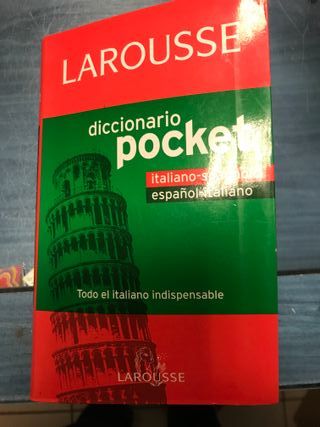 LAROUSSE
diccionario
pocket
español-italiano
Todo el italiano indispensable
LAROUSSE